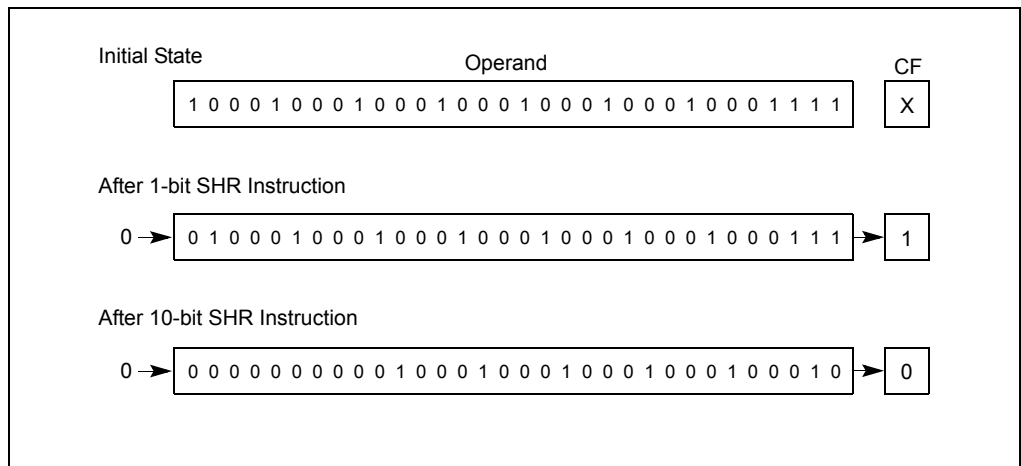 Initial State
Operand
CF
1 0 0 0 1 0 0 0 1 0 0 0 1 0 0 0 1 0 0 0 1 0 0 0 1 0 0 0 1 1 1 1 X
After 1-bit SHR Instruction
0 0 1 0 0 0 1 0 0 0 1 0 0 0 1 0 0 0 1 0 0 0 1 0 0 0 1 0 0 0 1 1 1 1
After 10-bit SHR Instruction
0 0 0 0 0 0 0 0 0 0 0 1 0 0 0 1 0 0 0 1 0 0 0 1 0 0 0 1 0 0 0 1 0 0